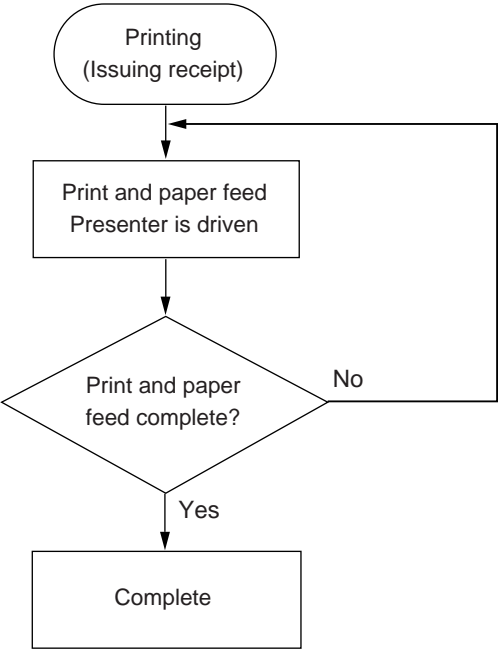 Printing
(Issuing receipt)
Print and paper feed
Presenter is driven
Print and paper
feed complete?
No
Yes
Complete